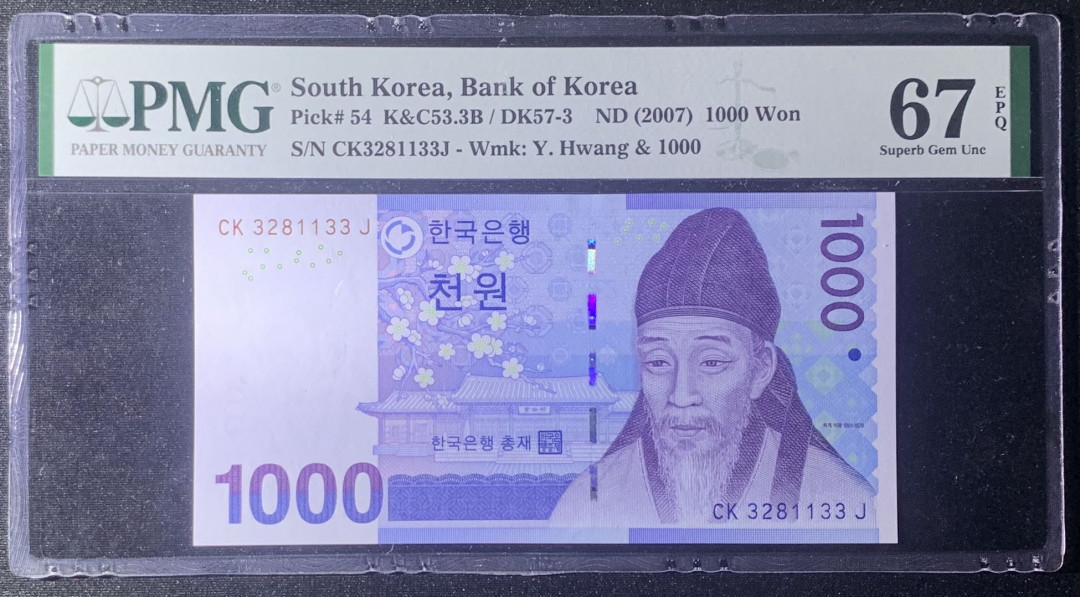 PMG®
PAPER MONEY GUARANTY
South Korea, Bank of Korea
Pick# 54 K&C53.3B / DK57-3 ND (2007) 1000 Won
S/N CK3281133J - Wmk: Y. Hwang & 1000
67
EPQ
Superb Gem Unc
CK 3281133 J
한국은행
천원
1000
한국은행 총재
1000
CK 3281133 J